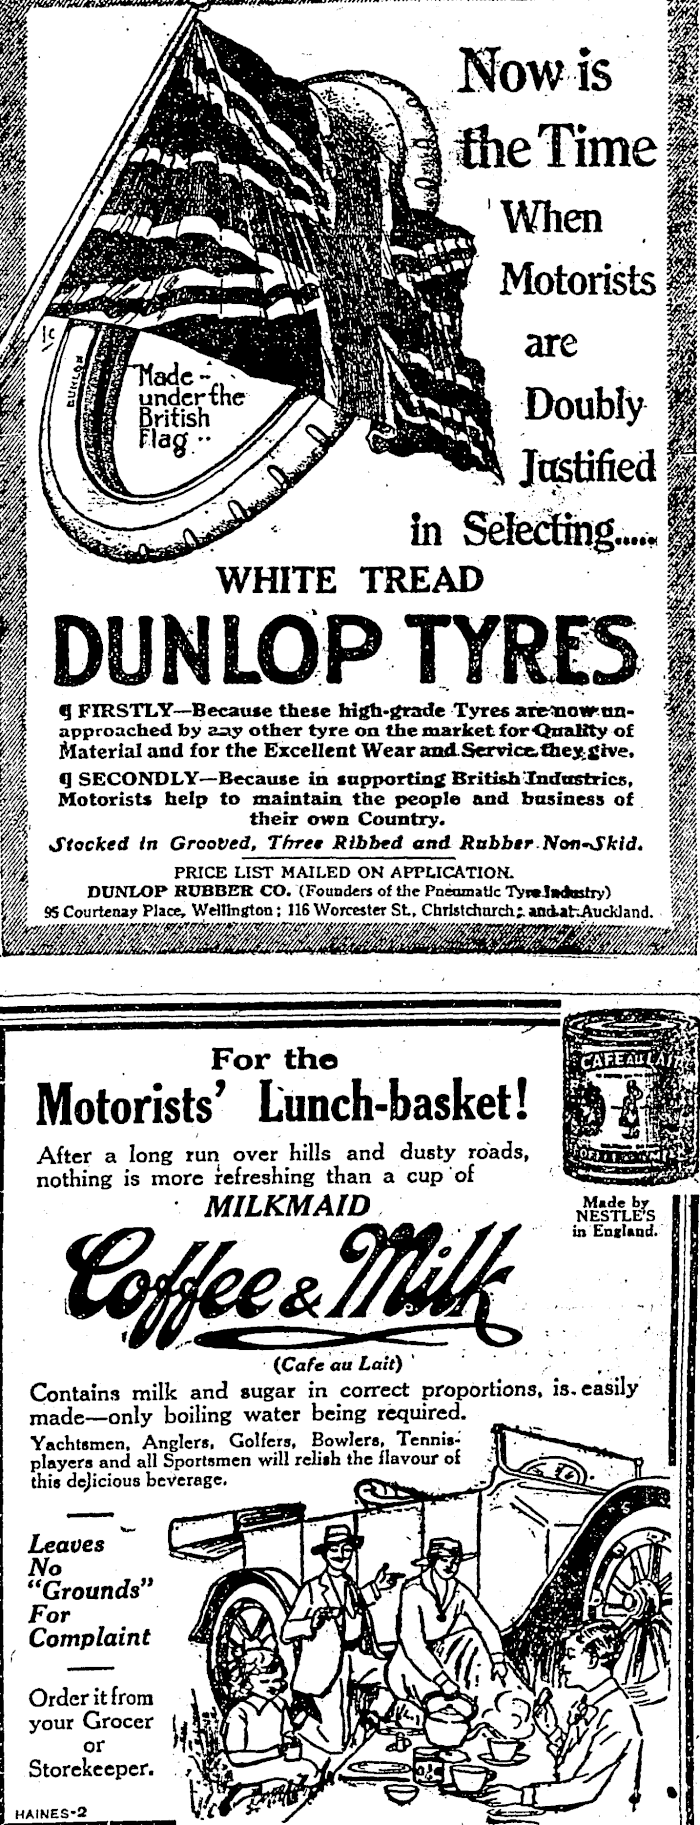 Now is
the Time
When
Motorists
are
Doubly
Justified
in Selecting.....
DUNLOP
Made --
under the
British
Flag --
WHITE TREAD
DUNLOP TYRES
¶ FIRSTLY—Because these high-grade Tyres are now un-
approached by any other tyre on the market for Quality of
Material and for the Excellent Wear and Service they give.
¶ SECONDLY—Because in supporting British Industries,
Motorists help to maintain the people and business of
their own Country.
Stocked in Grooved, Three Ribbed and Rubber Non-Skid.
PRICE LIST MAILED ON APPLICATION.
DUNLOP RUBBER CO. (Founders of the Pneumatic Tyre Industry)
95 Courtenay Place, Wellington; 116 Worcester St., Christchurch; and at Auckland.
For the
Motorists' Lunch-basket!
After a long run over hills and dusty roads,
nothing is more refreshing than a cup of
MILKMAID
Coffee & Milk
(Cafe au Lait)
CAFE AU LAIT
Made by
NESTLE'S
in England.
Contains milk and sugar in correct proportions, is easily
made—only boiling water being required.
Yachtsmen, Anglers, Golfers, Bowlers, Tennis-
players and all Sportsmen will relish the flavour of
this delicious beverage.
Leaves
No
"Grounds"
For
Complaint
Order it from
your Grocer
or
Storekeeper.
HAINES-2